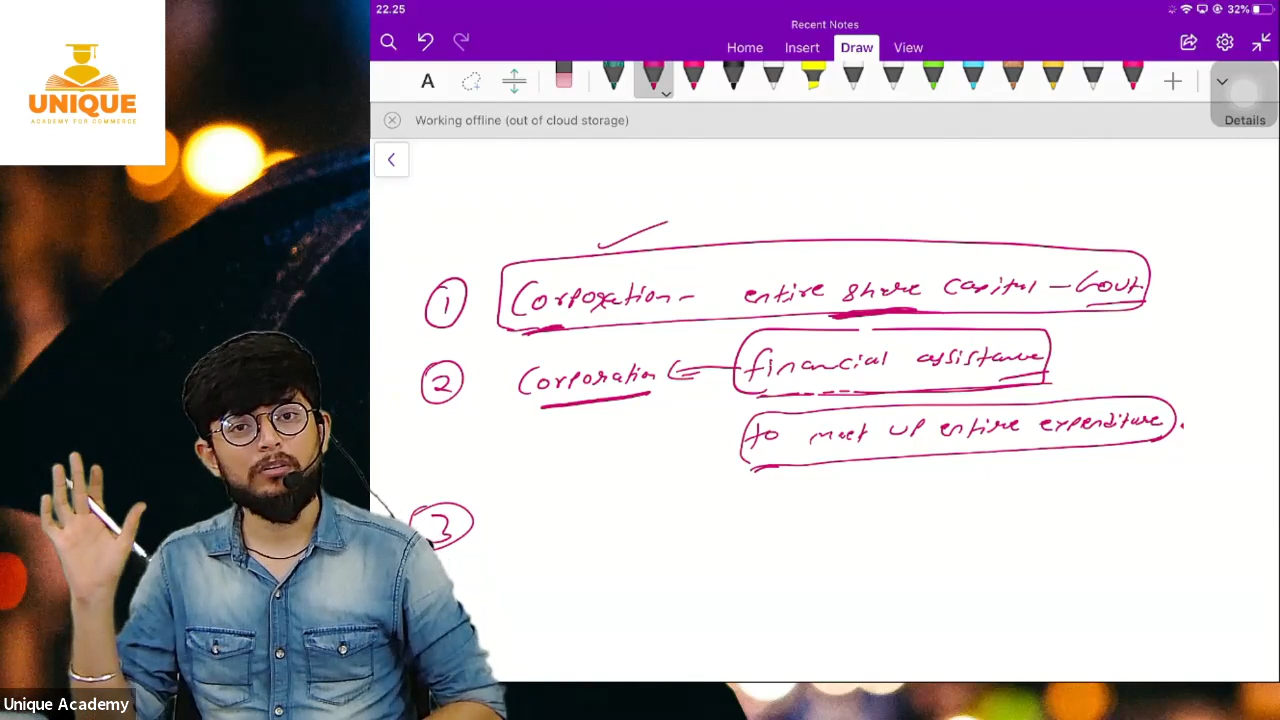 22.25
32%
Recent Notes
Home Insert Draw View
A
Working offline (out of cloud storage)
Details
UNIQUE
ACADEMY FOR COMMERCE
1 Corporation - entire share capital - Govt.
2 Corporation financial assistance
to meet up entire expenditure.
3
Unique Academy